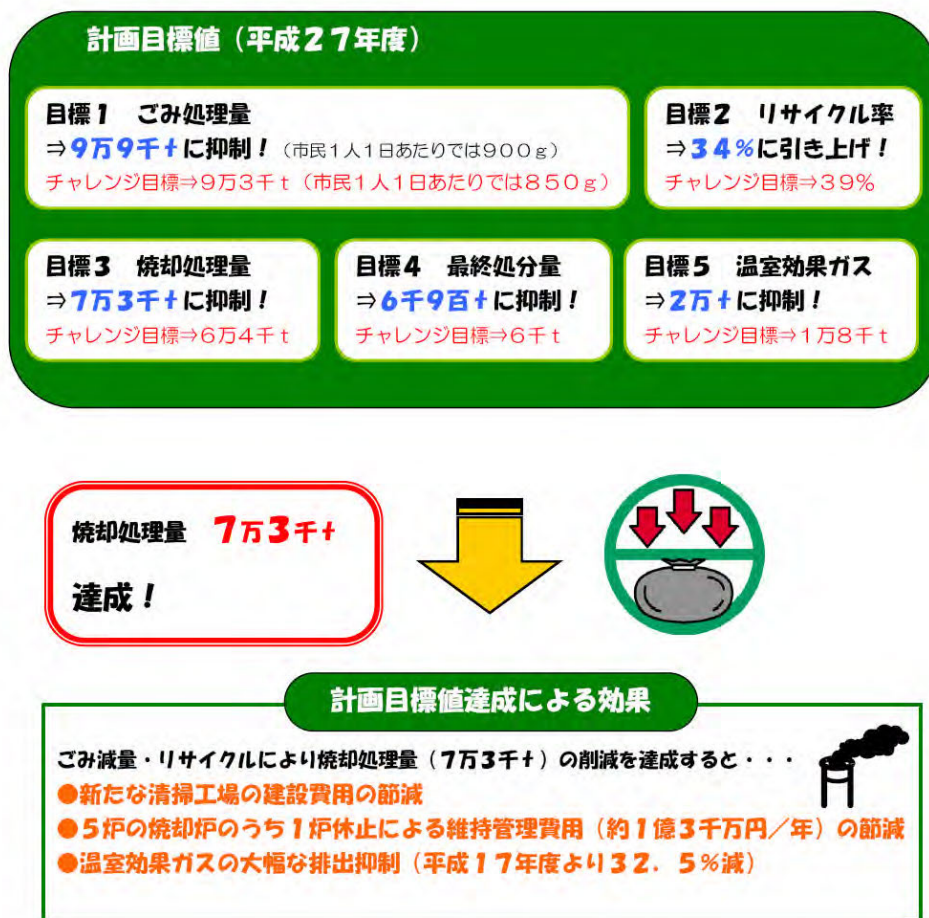 計画目標値（平成２７年度）
目標１　ごみ処理量
⇒９万９千ｔに抑制！（市民１人１日あたりでは９００ｇ）
チャレンジ目標⇒９万３千ｔ（市民１人１日あたりでは８５０ｇ）
目標２　リサイクル率
⇒３４％に引き上げ！
チャレンジ目標⇒３９％
目標３　焼却処理量
⇒７万３千ｔに抑制！
チャレンジ目標⇒６万４千ｔ
目標４　最終処分量
⇒６千９百ｔに抑制！
チャレンジ目標⇒６千ｔ
目標５　温室効果ガス
⇒２万ｔに抑制！
チャレンジ目標⇒１万８千ｔ
焼却処理量　７万３千ｔ
達成！
計画目標値達成による効果
ごみ減量・リサイクルにより焼却処理量（７万３千ｔ）の削減を達成すると・・・
●新たな清掃工場の建設費用の節減
●５炉の焼却炉のうち１炉休止による維持管理費用（約１億３千万円／年）の節減
●温室効果ガスの大幅な排出抑制（平成１７年度より３２．５％減）